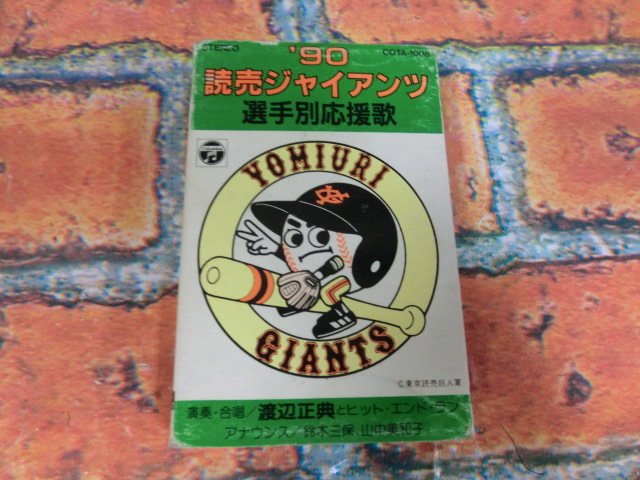 STEREO
COTA-1008
'90
読売ジャイアンツ
選手別応援歌
Columbia
YOMIURI
GIANTS
©東京読売巨人軍
演奏・合唱/渡辺正典とヒット・エンド・ラン
アナウンス/鈴木三保、山中美和子